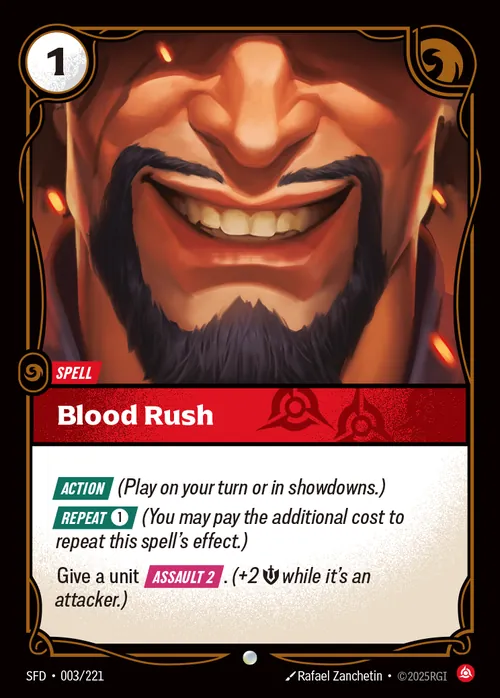 1
SPELL
Blood Rush
ACTION (Play on your turn or in showdowns.)
REPEAT 1 (You may pay the additional cost to
repeat this spell's effect.)
Give a unit ASSAULT 2. (+2 while it's an
attacker.)
SFD • 003/221 Rafael Zanchetin • ©2025RGI